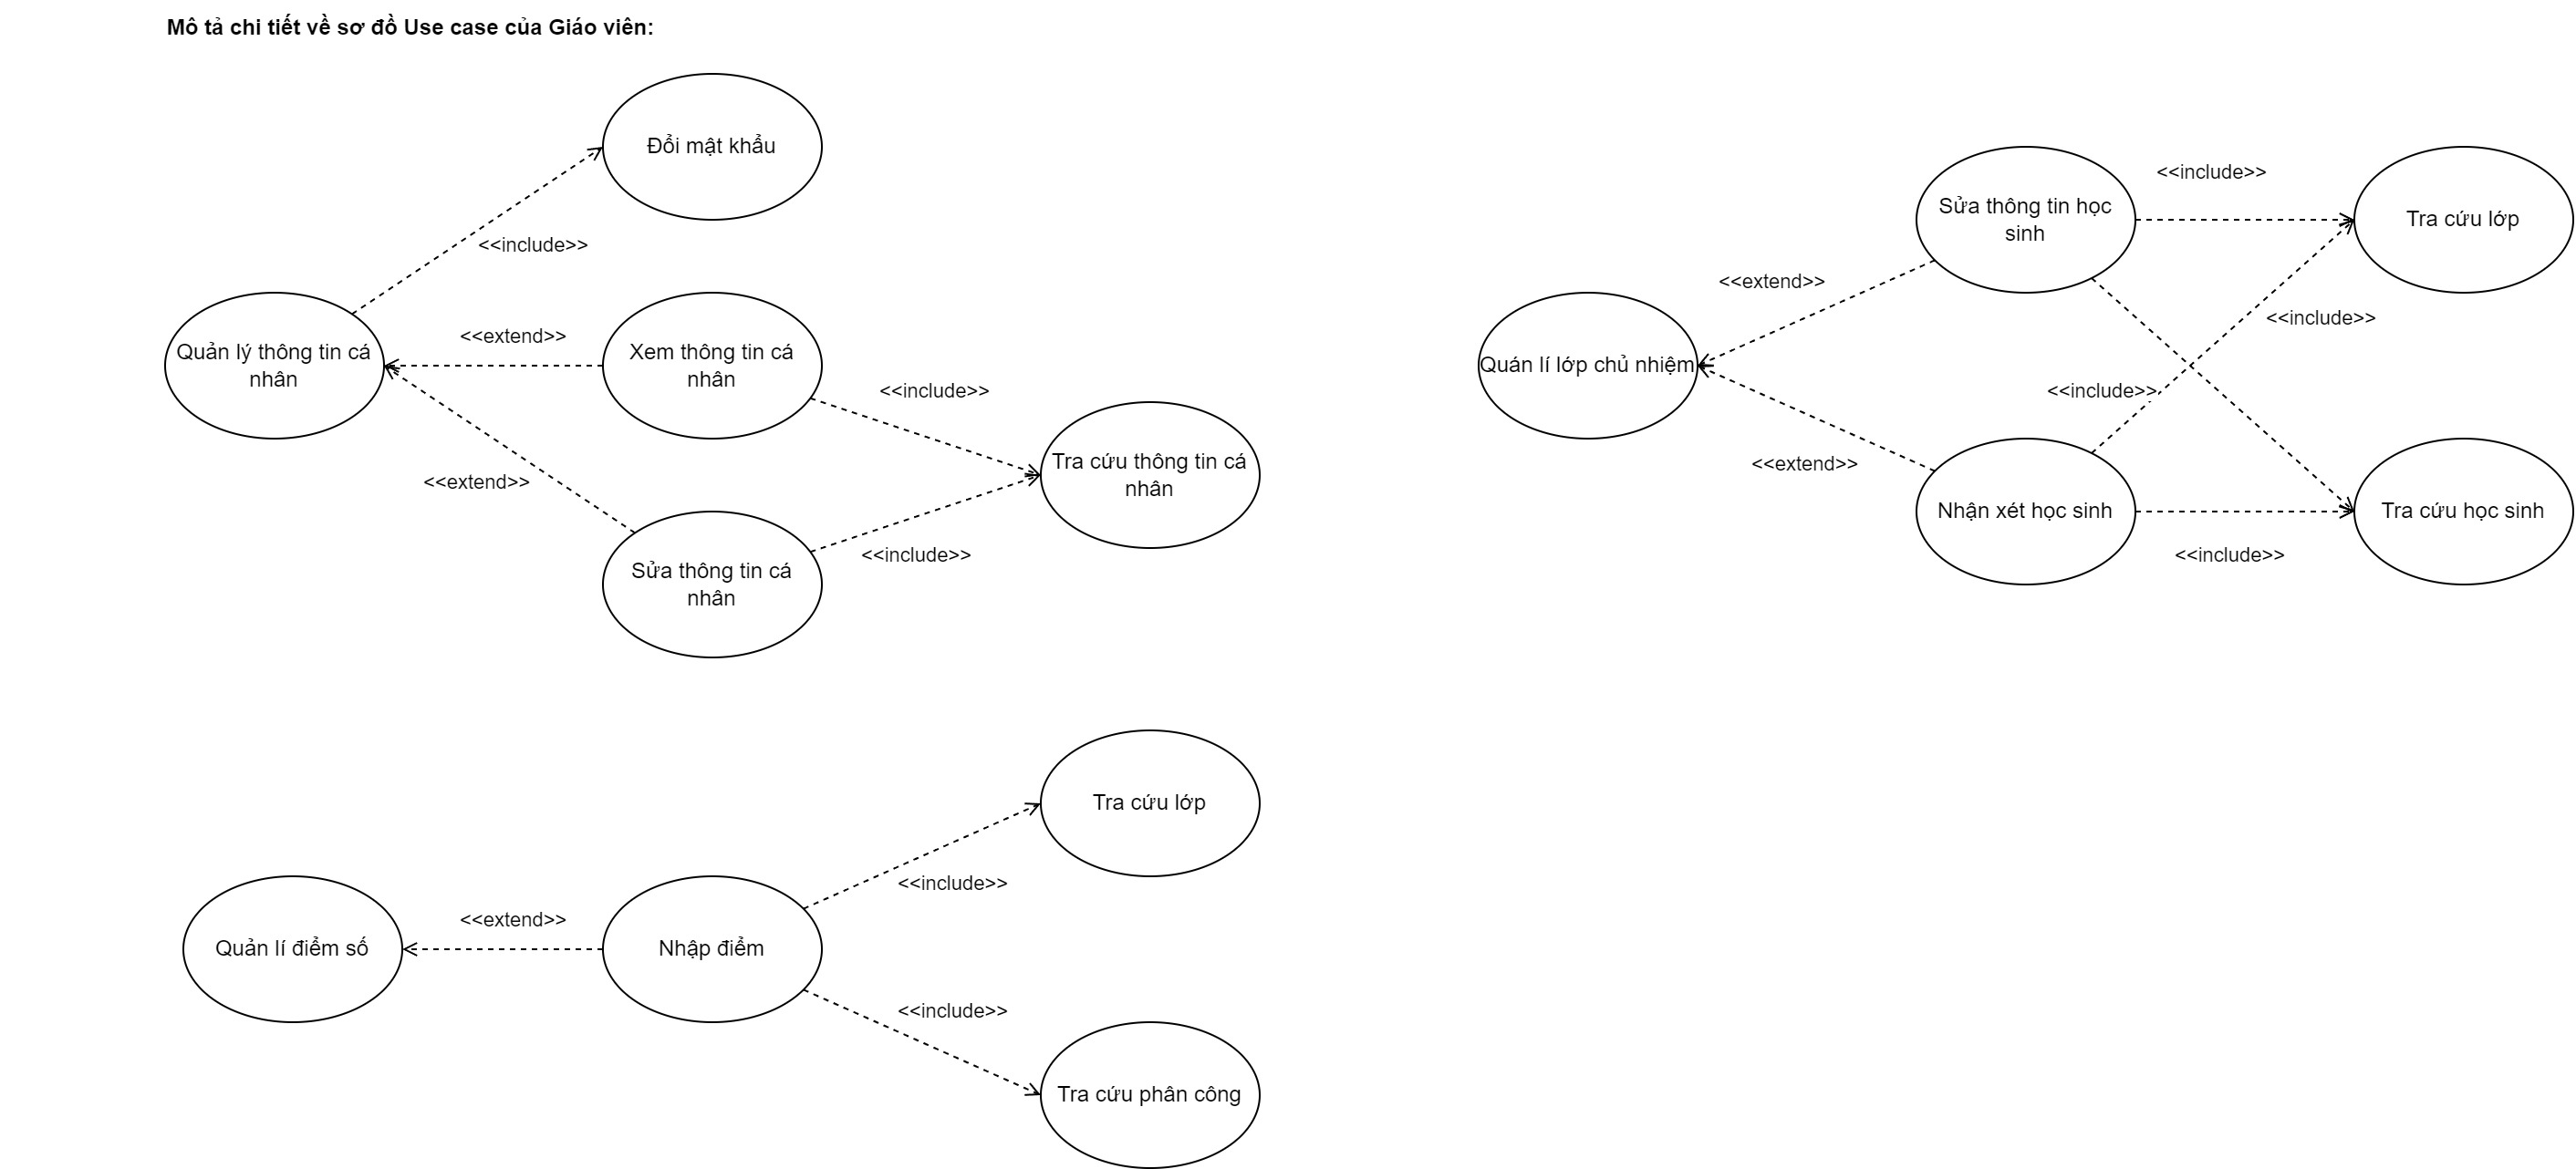 Mô tả chi tiết về sơ đồ Use case của Giáo viên:
Đổi mật khẩu
<<include>>
Quản lý thông tin cá
nhân
<<extend>>
Xem thông tin cá
nhân
<<include>>
<<extend>>
Tra cứu thông tin cá
nhân
<<include>>
Sửa thông tin cá
nhân
Sửa thông tin học
sinh
<<include>>
Tra cứu lớp
<<extend>>
<<include>>
Quán lí lớp chủ nhiệm
<<include>>
<<extend>>
Nhận xét học sinh
Tra cứu học sinh
<<include>>
Tra cứu lớp
<<include>>
Quản lí điểm số
<<extend>>
Nhập điểm
<<include>>
Tra cứu phân công